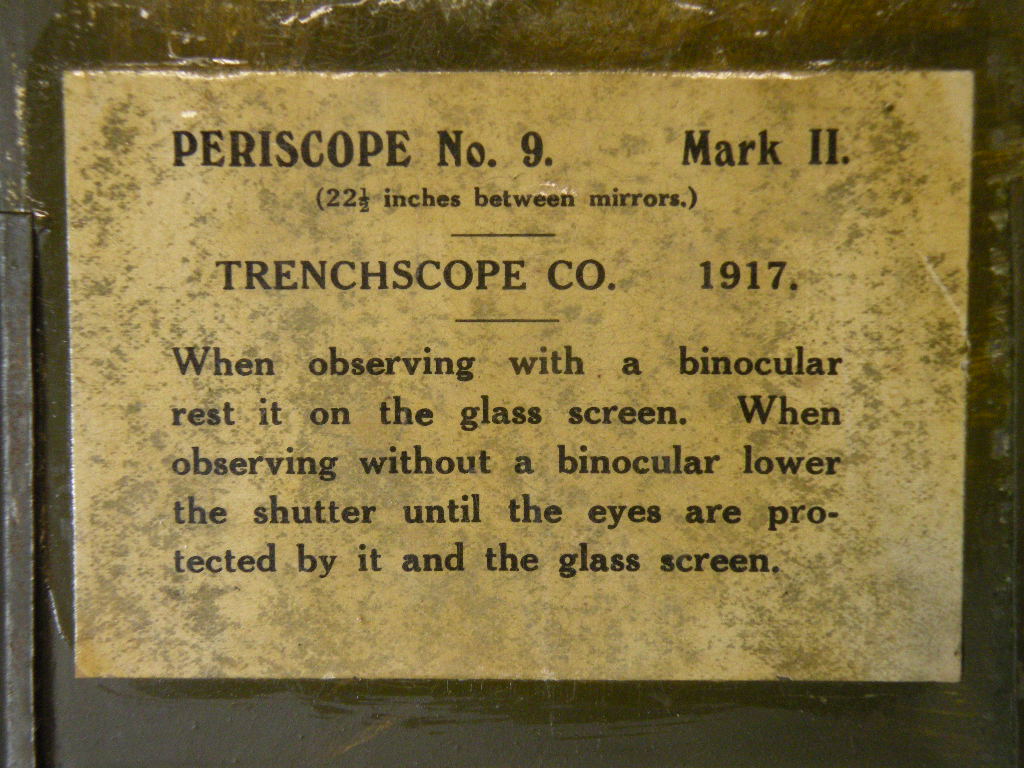 PERISCOPE No. 9. Mark II.
(22½ inches between mirrors.)
TRENCHSCOPE CO. 1917.
When observing with a binocular
rest it on the glass screen. When
observing without a binocular lower
the shutter until the eyes are pro-
tected by it and the glass screen.